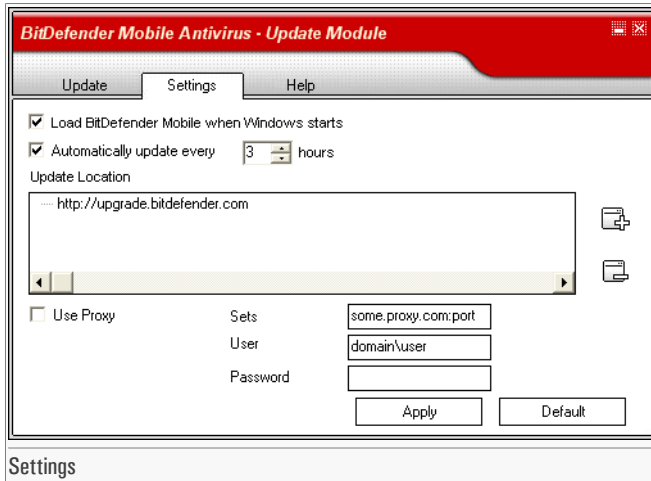 BitDefender Mobile Antivirus - Update Module
Update Settings Help
Load BitDefender Mobile when Windows starts
Automatically update every 3 hours
Update Location
http://upgrade.bitdefender.com
Use Proxy Sets some.proxy.com:port
User domain\user
Password
Apply Default
Settings